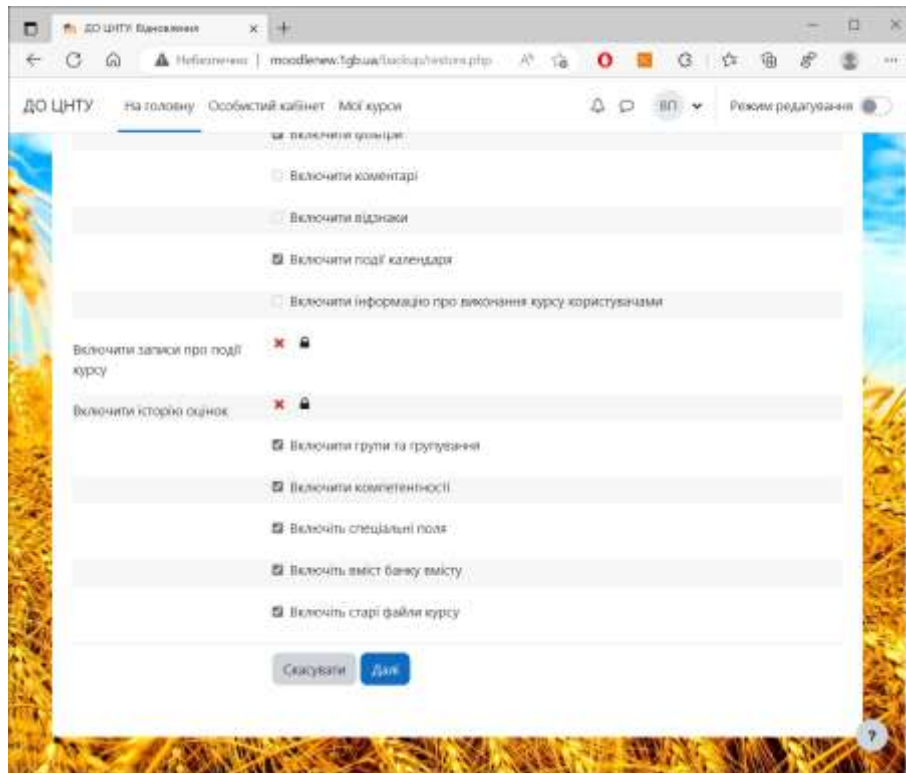 ДО ЦНТУ: Відновлення
Небезпечно | moodlenew.1gb.ua/backup/restore.php
ДО ЦНТУ На головну Особистий кабінет Мої курси ВП Режим редагування
Включити фільтри
Включити коментарі
Включити відзнаки
Включити події календаря
Включити інформацію про виконання курсу користувачами
Включити записи про події
курсу
Включити історію оцінок
Включити групи та групування
Включити компетентності
Включіть спеціальні поля
Включіть вміст банку вмісту
Включіть старі файли курсу
Скасувати Далі
?